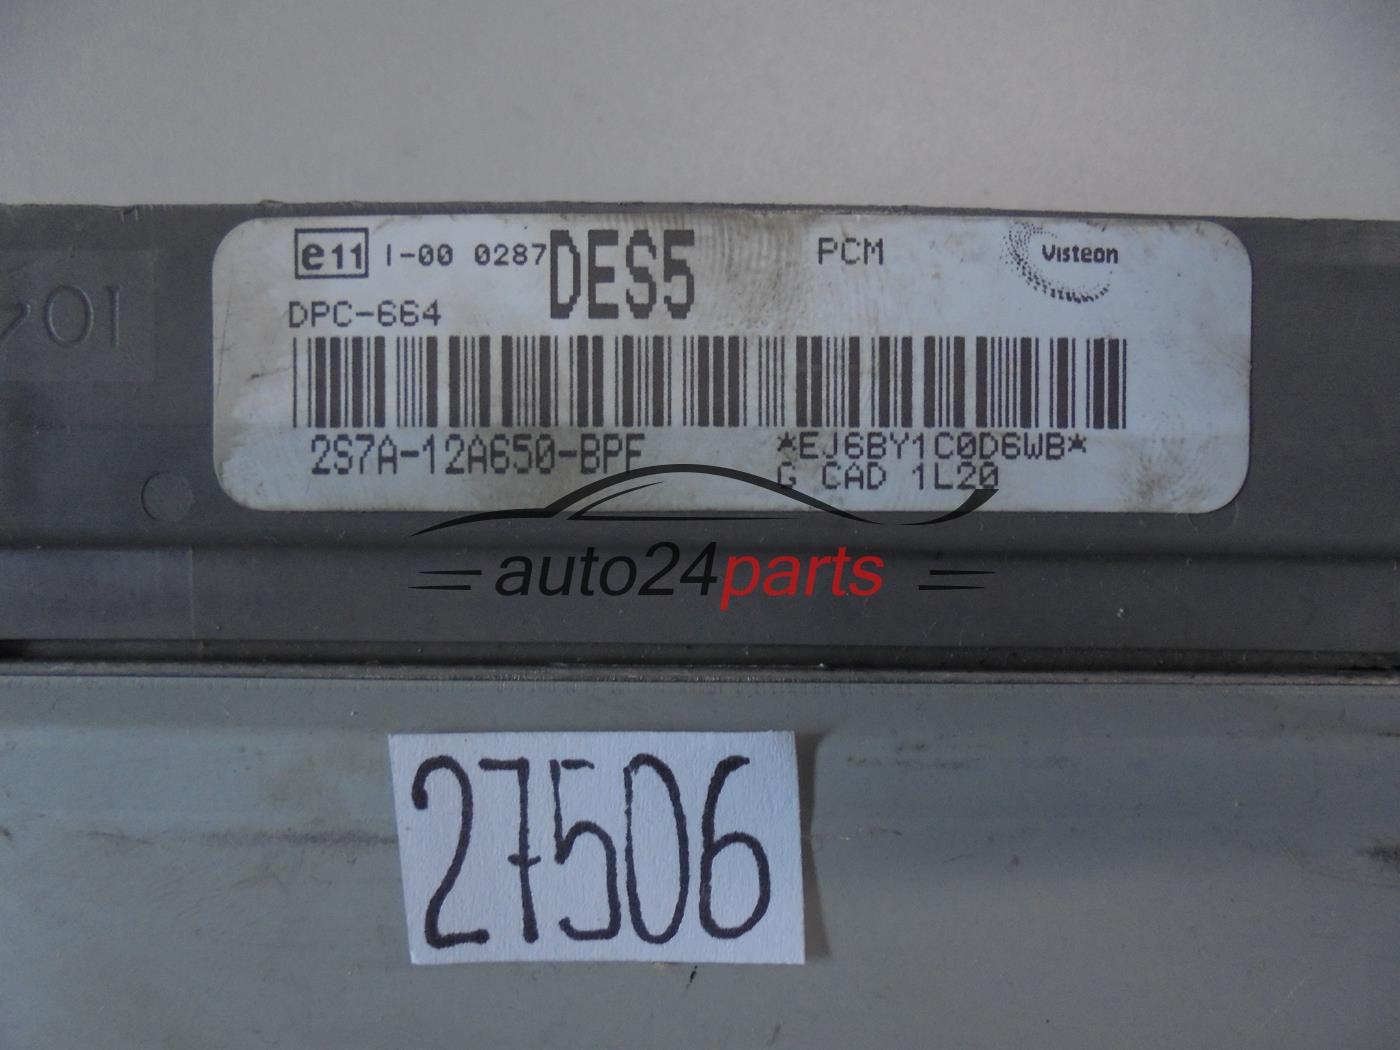 e11 I-00 0287 DES5 PCM Visteon
DPC-664
2S7A-12A650-BPF *EJ6BY1C0D6WB*
G CAD 1L20
auto24parts
27506